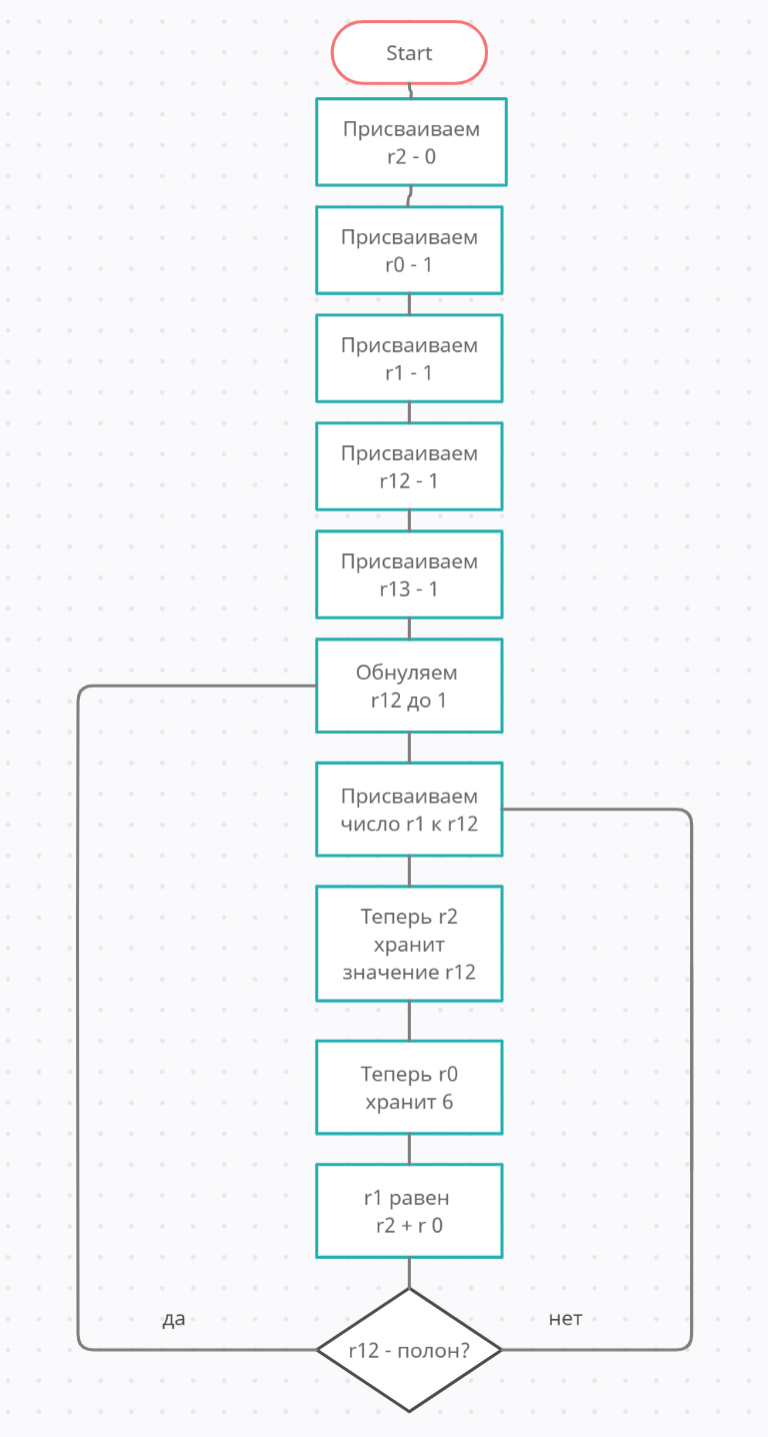 Start
Присваиваем
r2 - 0
Присваиваем
r0 - 1
Присваиваем
r1 - 1
Присваиваем
r12 - 1
Присваиваем
r13 - 1
Обнуляем
r12 до 1
Присваиваем
число r1 к r12
Теперь r2
хранит
значение r12
Теперь r0
хранит 6
r1 равен
r2 + r 0
да
нет
r12 - полон?